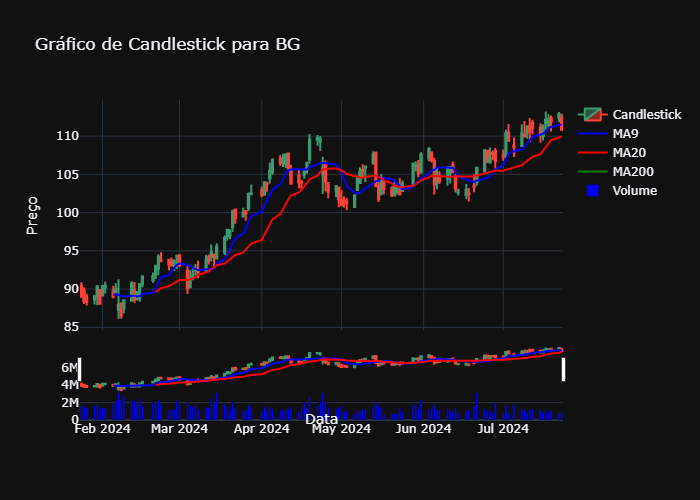 Gráfico de Candlestick para BG
Preço
110
105
100
95
90
85
6M
4M
2M
0
Feb 2024
Mar 2024
Apr 2024
May 2024
Jun 2024
Jul 2024
Data
Candlestick
MA9
MA20
MA200
Volume